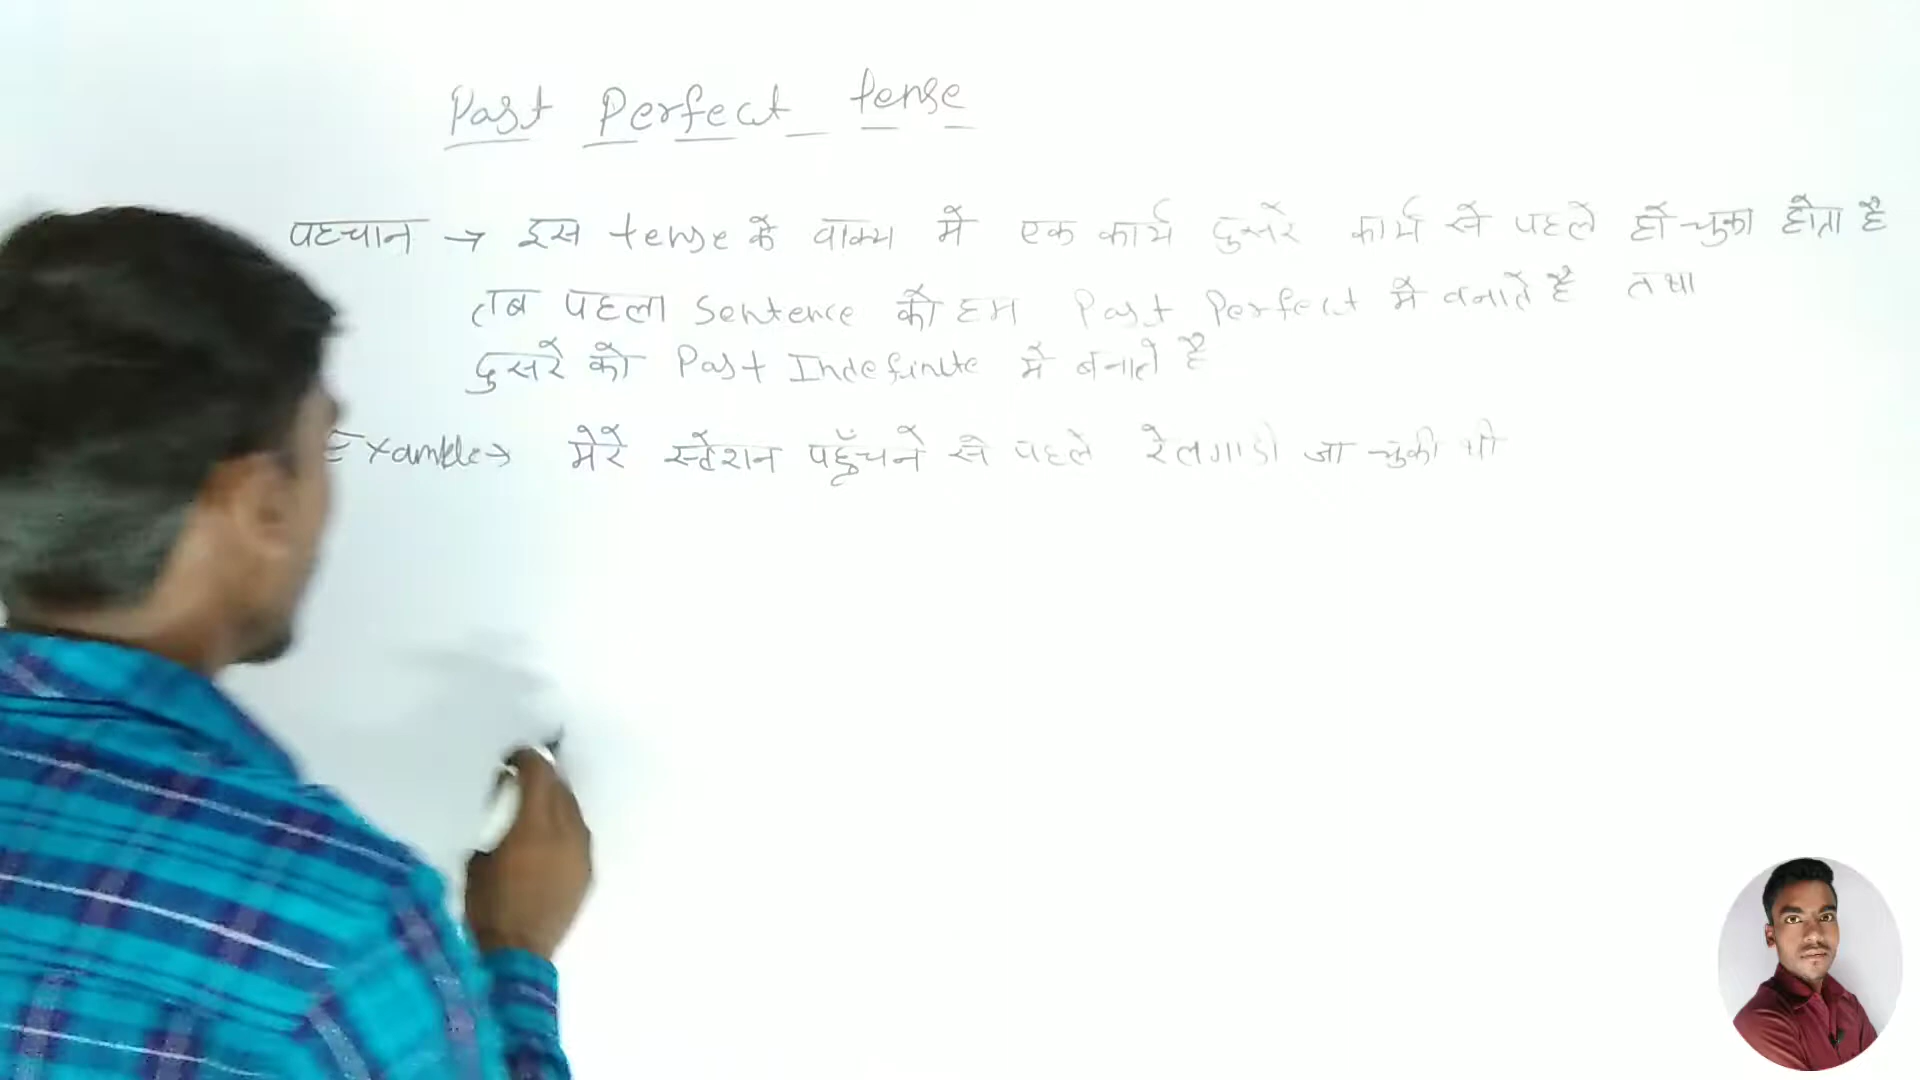 Past Perfect tense
पहचान → इस tense के वाक्य में एक कार्य दुसरे कार्य से पहले हो चुका होता है
तब पहला Sentence को हम Past Perfect में बनाते है तथा
दुसरे को Past Indefinite में बनाते है
Example → मेरे स्टेशन पहुँचने से पहले रेलगाडी जा चुकी थी